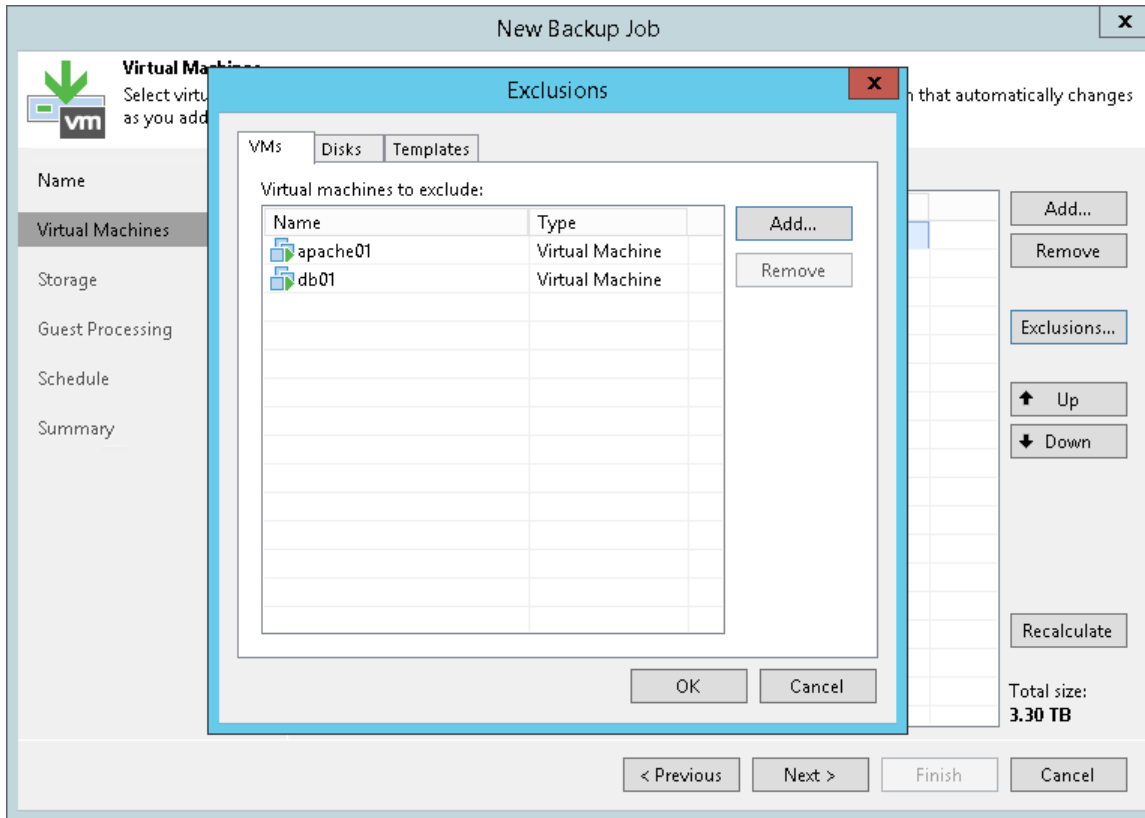 New Backup Job
x
Virtual Machines
Select virtu
n that automatically changes
as you add
vm
Exclusions
x
VMs
Disks
Templates
Name
Virtual Machines
Storage
Guest Processing
Schedule
Summary
Virtual machines to exclude:
Name Type
apache01 Virtual Machine
db01 Virtual Machine
Add...
Remove
OK
Cancel
Add...
Remove
Exclusions...
Up
Down
Recalculate
Total size:
3.30 TB
< Previous
Next >
Finish
Cancel